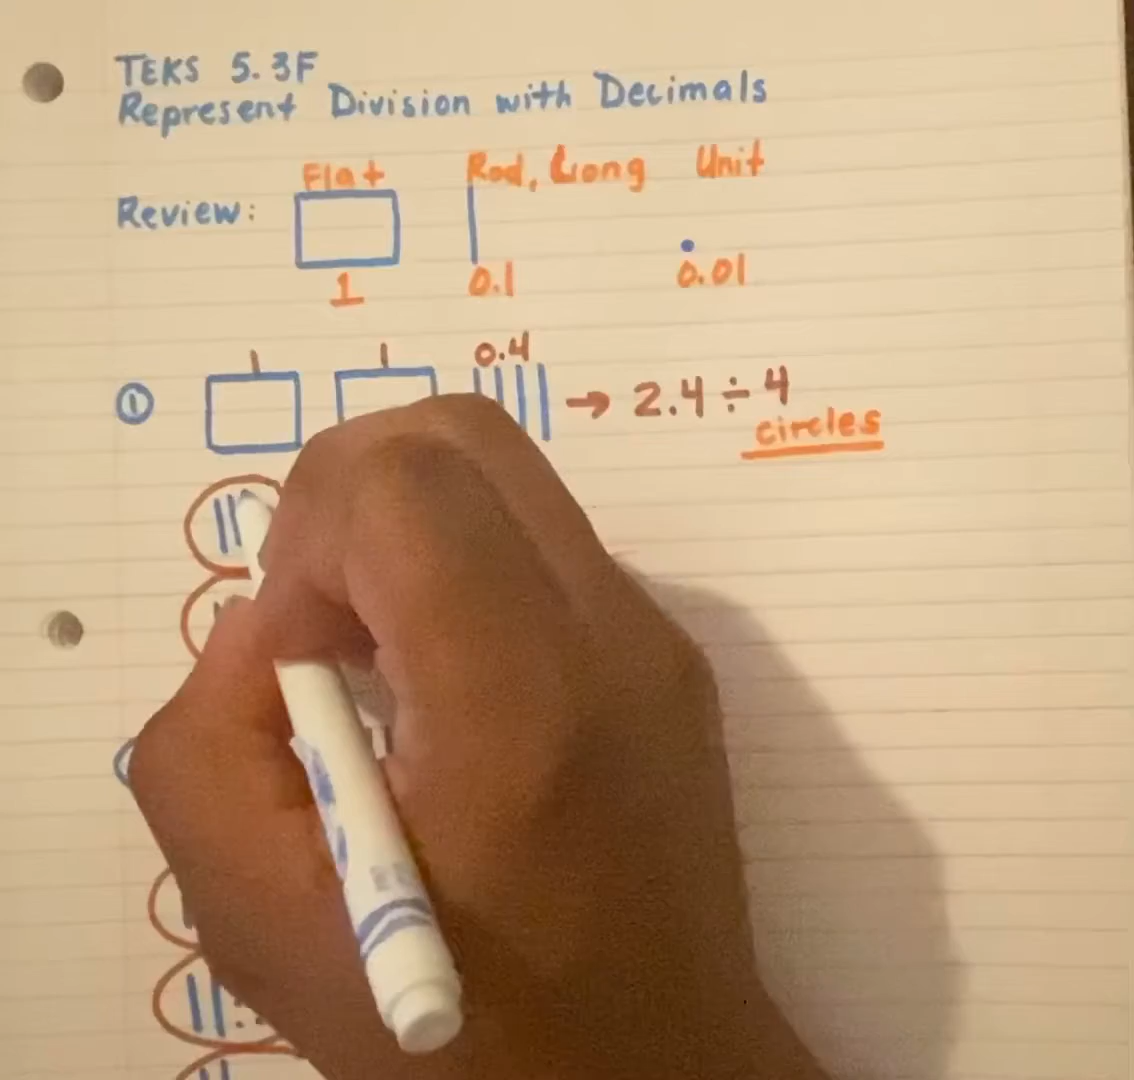 TEKS 5.3F
Represent Division with Decimals
Flat Rod, Long Unit
Review:
1 0.1 0.01
1 1 0.4
① → 2.4 ÷ 4
circles